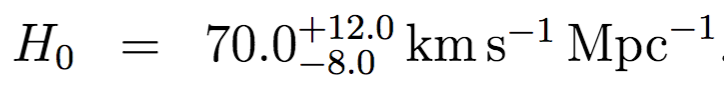 H₀ = 70.0⁺¹²·⁰₋₈.₀ km s⁻¹ Mpc⁻¹.